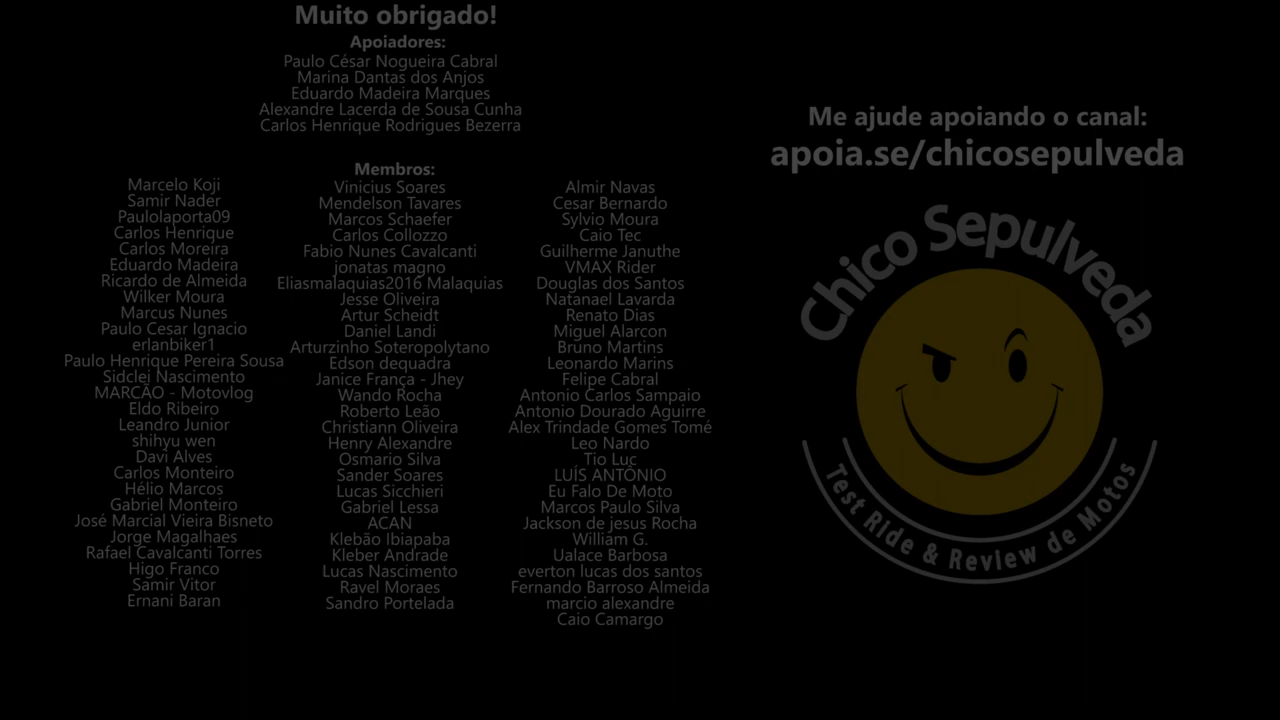 Muito obrigado!
Apoiadores:
Paulo César Nogueira Cabral
Marina Dantas dos Anjos
Eduardo Madeira Marques
Alexandre Lacerda de Sousa Cunha
Carlos Henrique Rodrigues Bezerra
Membros:
Marcelo Koji
Samir Nader
Paulolaporta09
Carlos Henrique
Carlos Moreira
Eduardo Madeira
Ricardo de Almeida
Wilker Moura
Marcus Nunes
Paulo Cesar Ignacio
erlanbiker1
Paulo Henrique Pereira Sousa
Sidclei Nascimento
MARCÃO - Motovlog
Eldo Ribeiro
Leandro Junior
shihyu wen
Davi Alves
Carlos Monteiro
Hélio Marcos
Gabriel Monteiro
José Marcial Vieira Bisneto
Jorge Magalhaes
Rafael Cavalcanti Torres
Higo Franco
Samir Vitor
Ernani Baran
Vinicius Soares
Mendelson Tavares
Marcos Schaefer
Carlos Collozzo
Fabio Nunes Cavalcanti
jonatas magno
Eliasmalaquias2016 Malaquias
Jesse Oliveira
Artur Scheidt
Daniel Landi
Arturzinho Soteropolytano
Edson dequadra
Janice França - Jhey
Wando Rocha
Roberto Leão
Christiann Oliveira
Henry Alexandre
Osmario Silva
Sander Soares
Lucas Sicchieri
Gabriel Lessa
ACAN
Klebão Ibiapaba
Kleber Andrade
Lucas Nascimento
Ravel Moraes
Sandro Portelada
Almir Navas
Cesar Bernardo
Sylvio Moura
Caio Tec
Guilherme Januthe
VMAX Rider
Douglas dos Santos
Natanael Lavarda
Renato Dias
Miguel Alarcon
Bruno Martins
Leonardo Marins
Felipe Cabral
Antonio Carlos Sampaio
Antonio Dourado Aguirre
Alex Trindade Gomes Tomé
Leo Nardo
Tio Luc
LUÍS ANTÔNIO
Eu Falo De Moto
Marcos Paulo Silva
Jackson de jesus Rocha
William G.
Ualace Barbosa
everton lucas dos santos
Fernando Barroso Almeida
marcio alexandre
Caio Camargo
Me ajude apoiando o canal:
apoia.se/chicosepulveda
Chico Sepulveda
Test Ride & Review de Motos